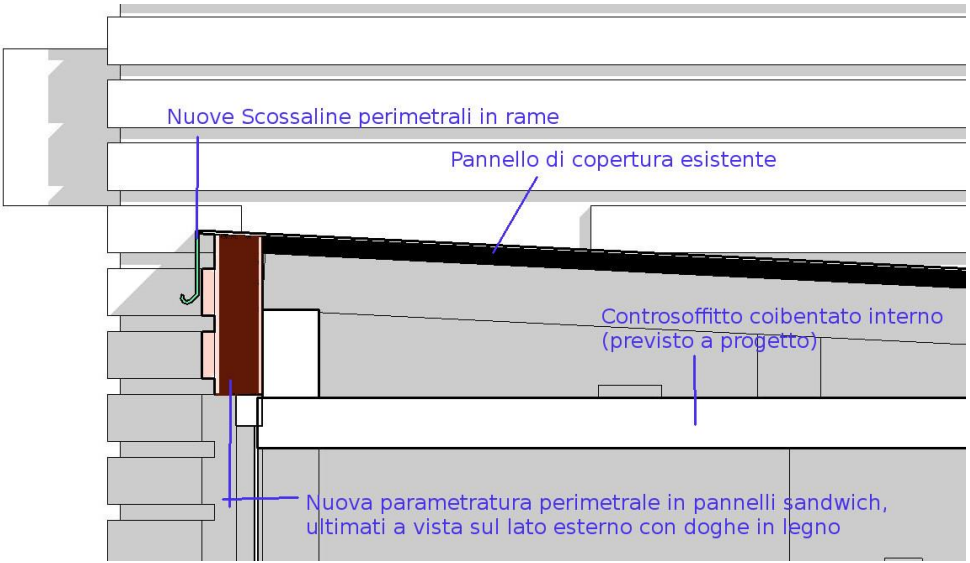 Nuove Scossaline perimetrali in rame
Pannello di copertura esistente
Controsoffitto coibentato interno
(previsto a progetto)
Nuova parametratura perimetrale in pannelli sandwich,
ultimati a vista sul lato esterno con doghe in legno